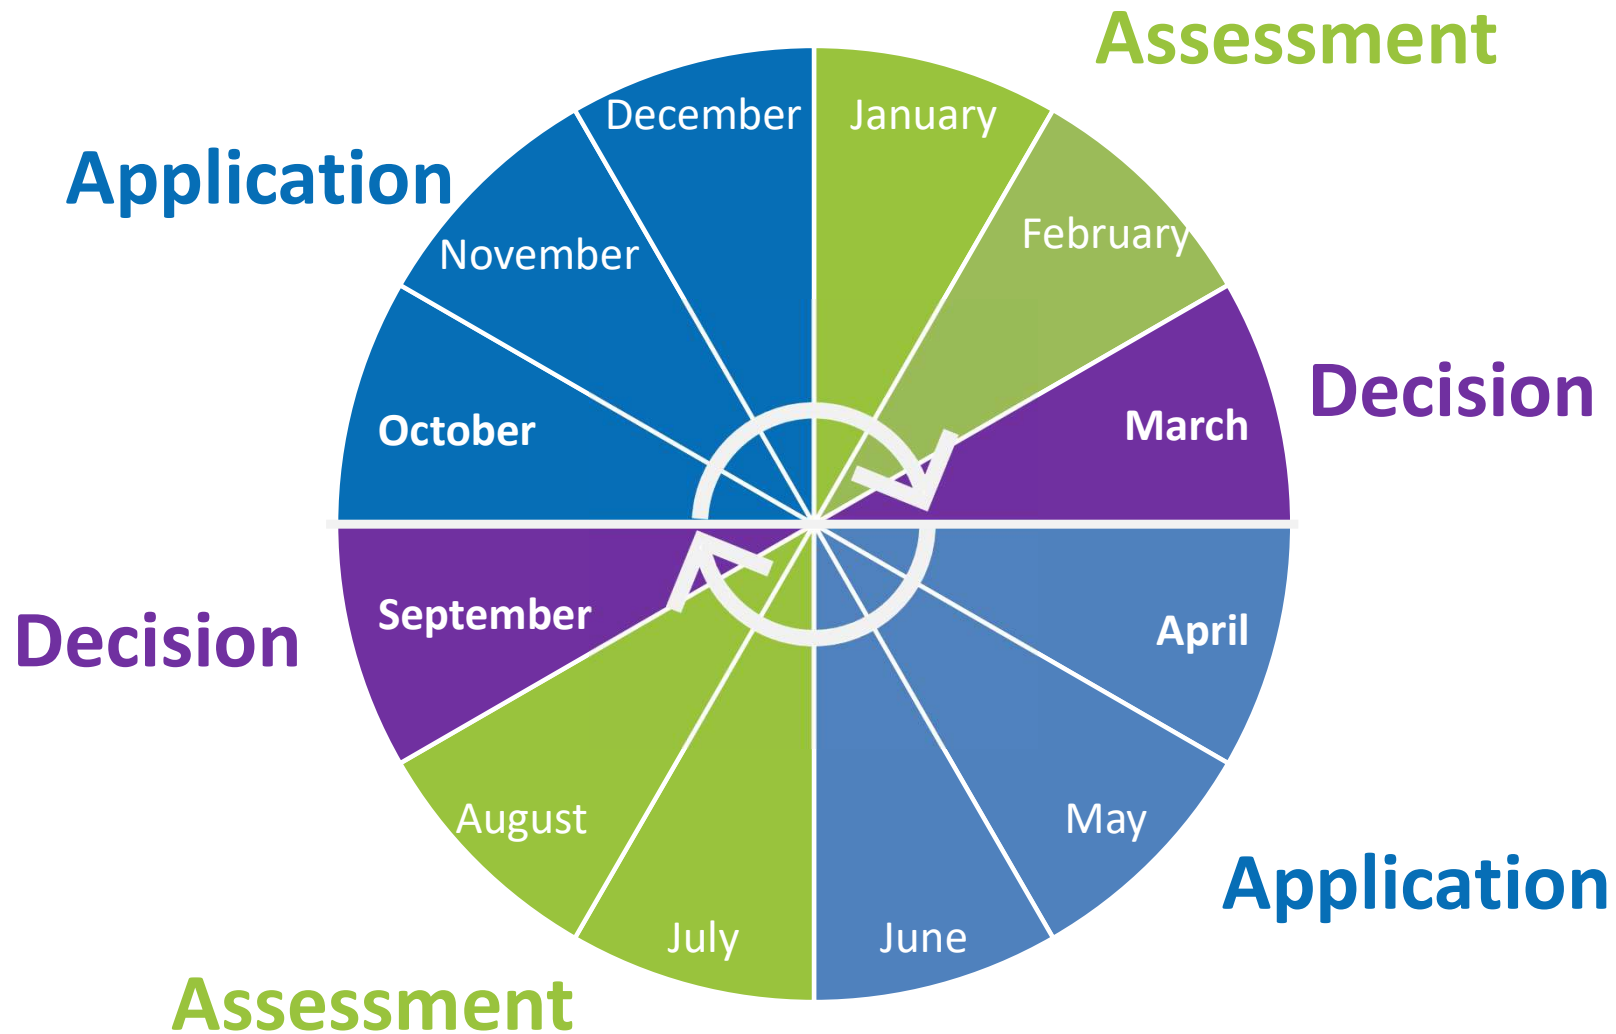 Assessment
December
January
Application
February
November
Decision
October
March
September
April
Decision
August
May
Application
July
June
Assessment